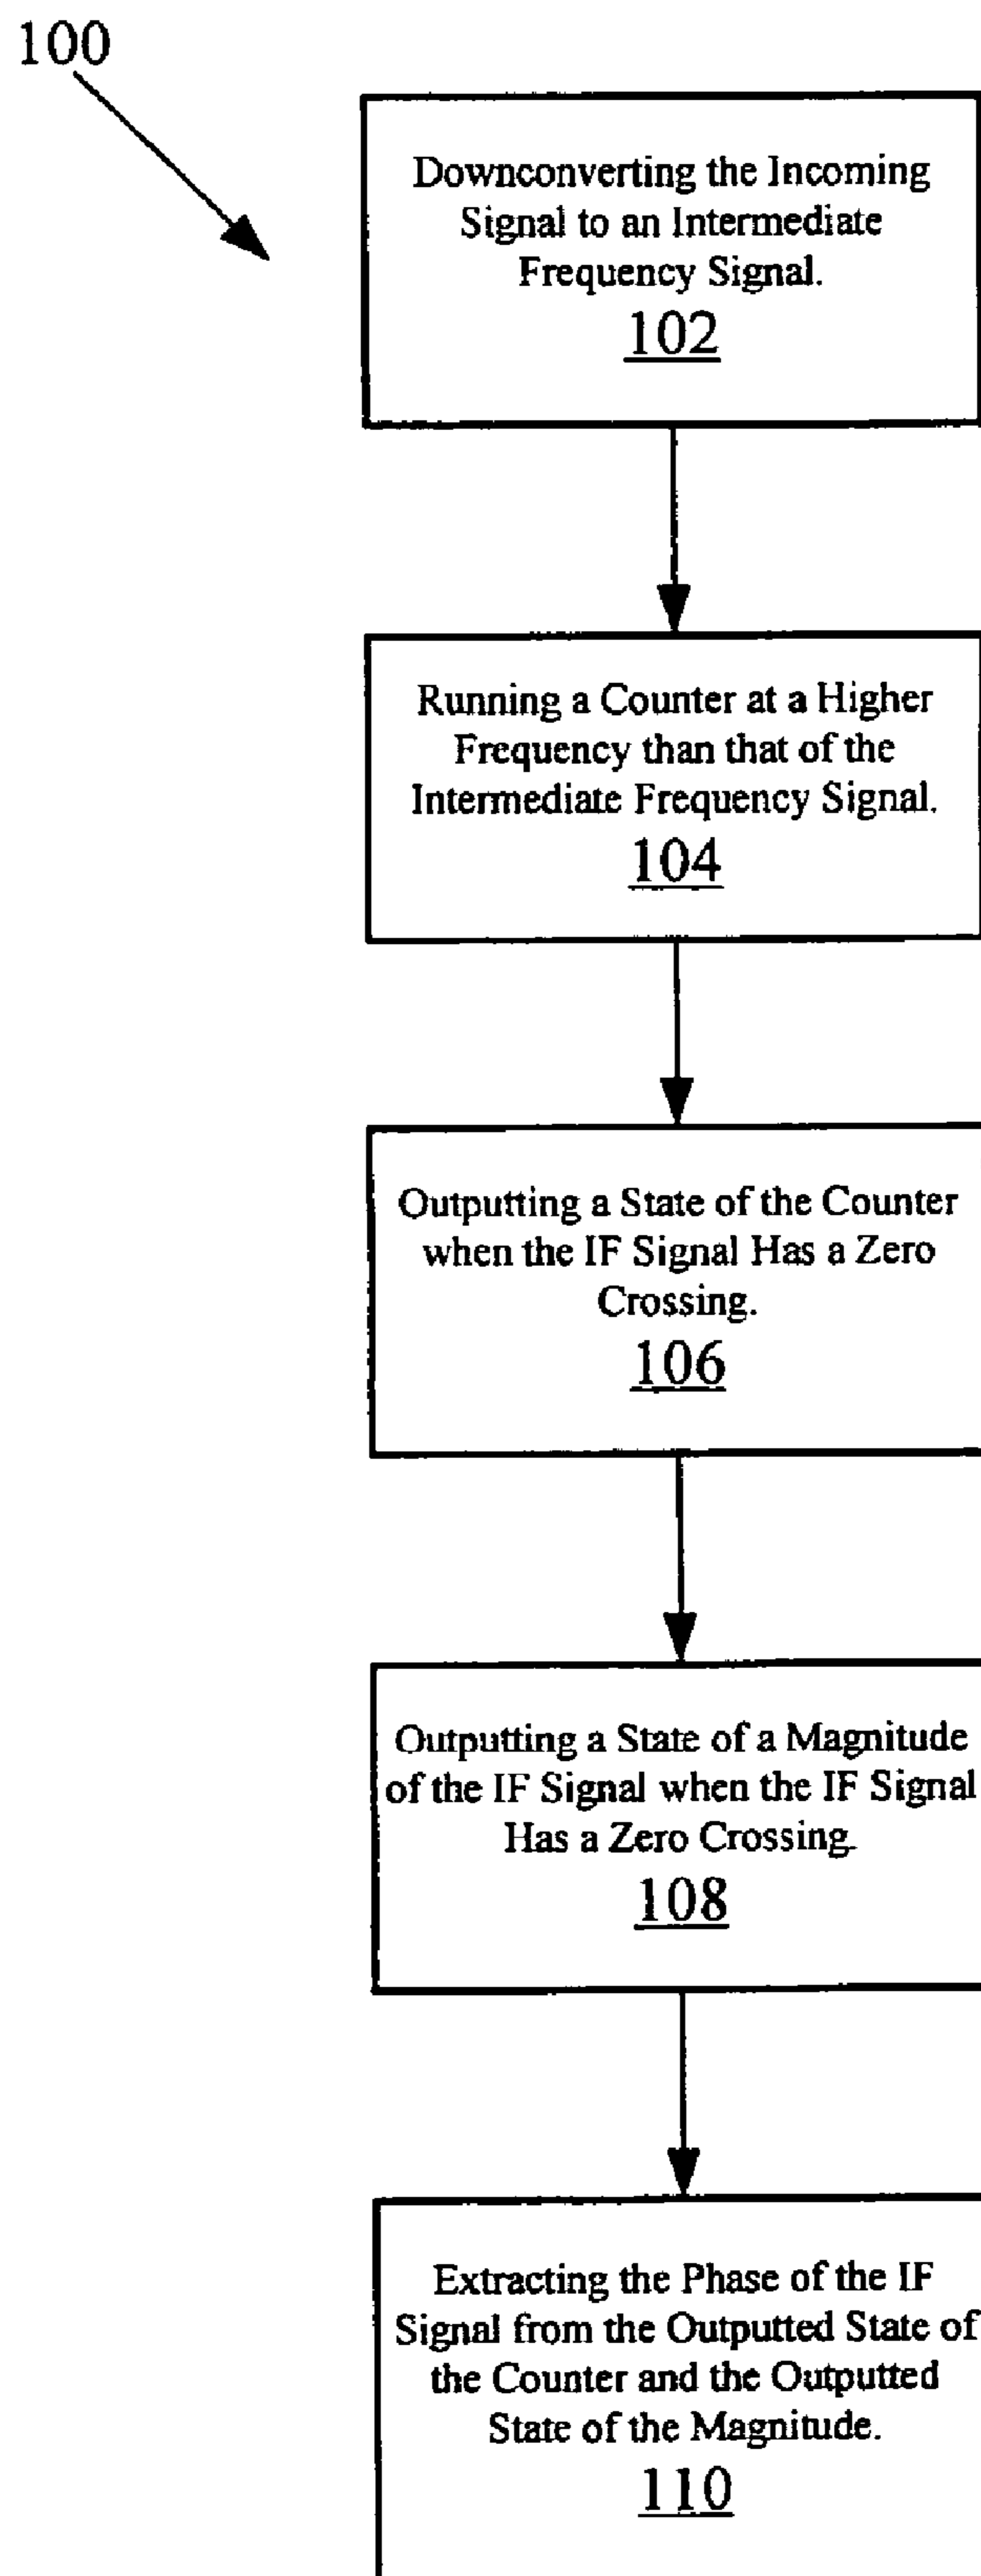 100
Downconverting the Incoming
Signal to an Intermediate
Frequency Signal.
102
Running a Counter at a Higher
Frequency than that of the
Intermediate Frequency Signal.
104
Outputting a State of the Counter
when the IF Signal Has a Zero
Crossing.
106
Outputting a State of a Magnitude
of the IF Signal when the IF Signal
Has a Zero Crossing.
108
Extracting the Phase of the IF
Signal from the Outputted State of
the Counter and the Outputted
State of the Magnitude.
110